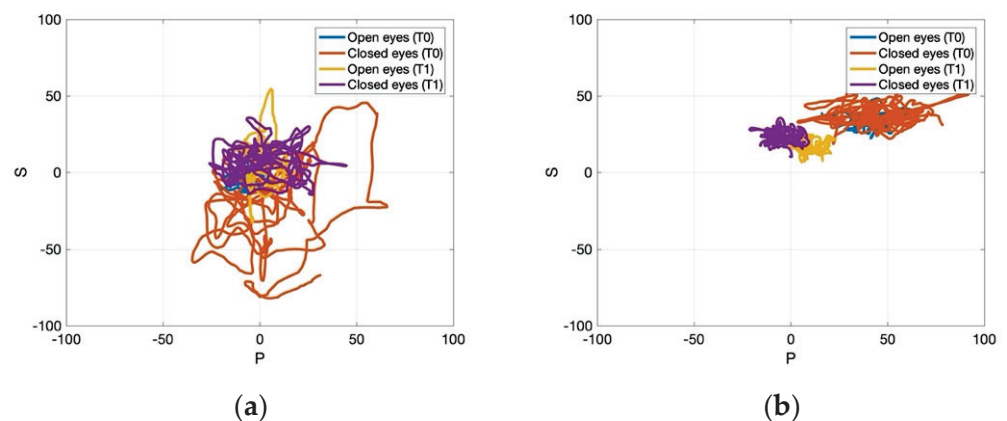 100
50
0
-50
-100
S
-100
-50
0
50
100
P
Open eyes (T0)
Closed eyes (T0)
Open eyes (T1)
Closed eyes (T1)
(a)
100
50
0
-50
-100
S
-100
-50
0
50
100
P
Open eyes (T0)
Closed eyes (T0)
Open eyes (T1)
Closed eyes (T1)
(b)